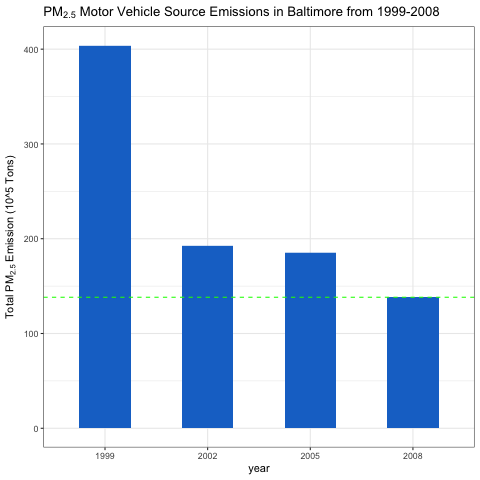 PM2.5 Motor Vehicle Source Emissions in Baltimore from 1999-2008
Total PM2.5 Emission (10^5 Tons)
400
300
200
100
0
1999 2002 2005 2008
year